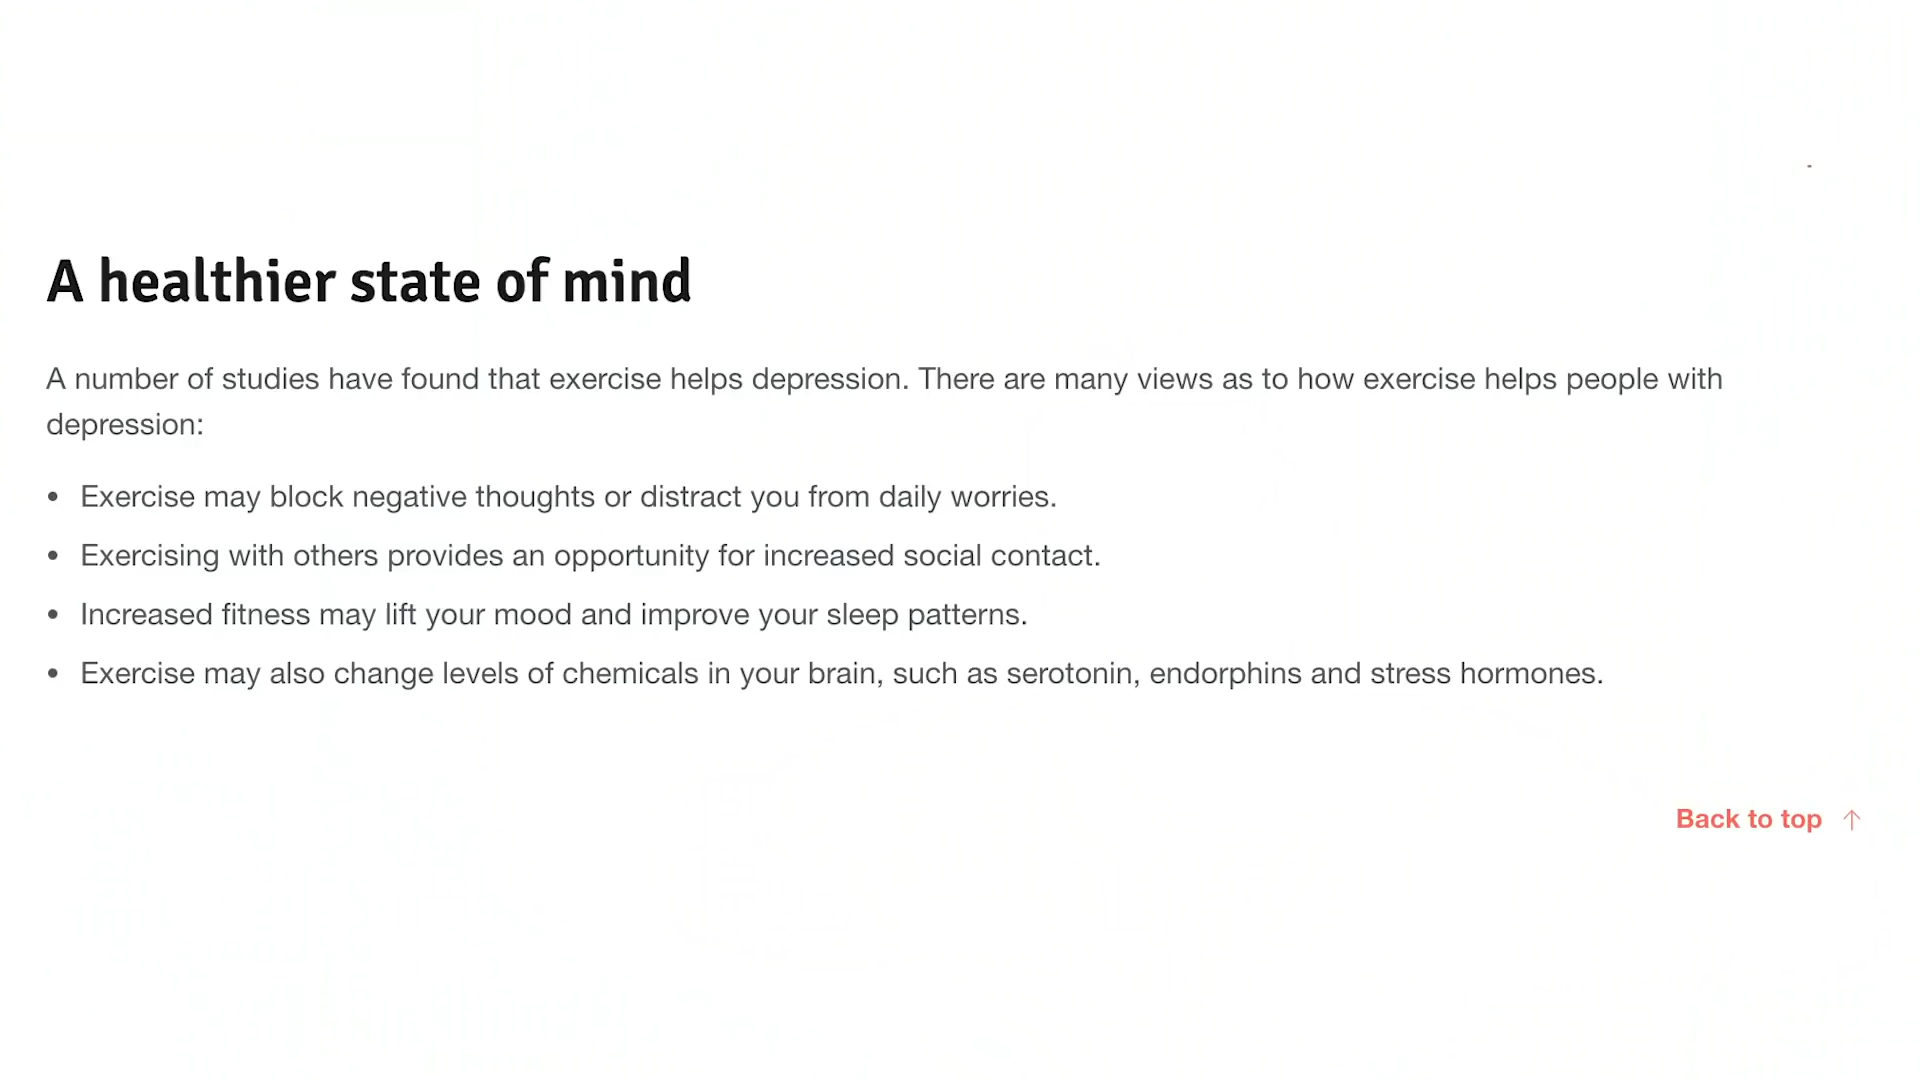 A healthier state of mind
A number of studies have found that exercise helps depression. There are many views as to how exercise helps people with
depression:
• Exercise may block negative thoughts or distract you from daily worries.
• Exercising with others provides an opportunity for increased social contact.
• Increased fitness may lift your mood and improve your sleep patterns.
• Exercise may also change levels of chemicals in your brain, such as serotonin, endorphins and stress hormones.
Back to top ↑